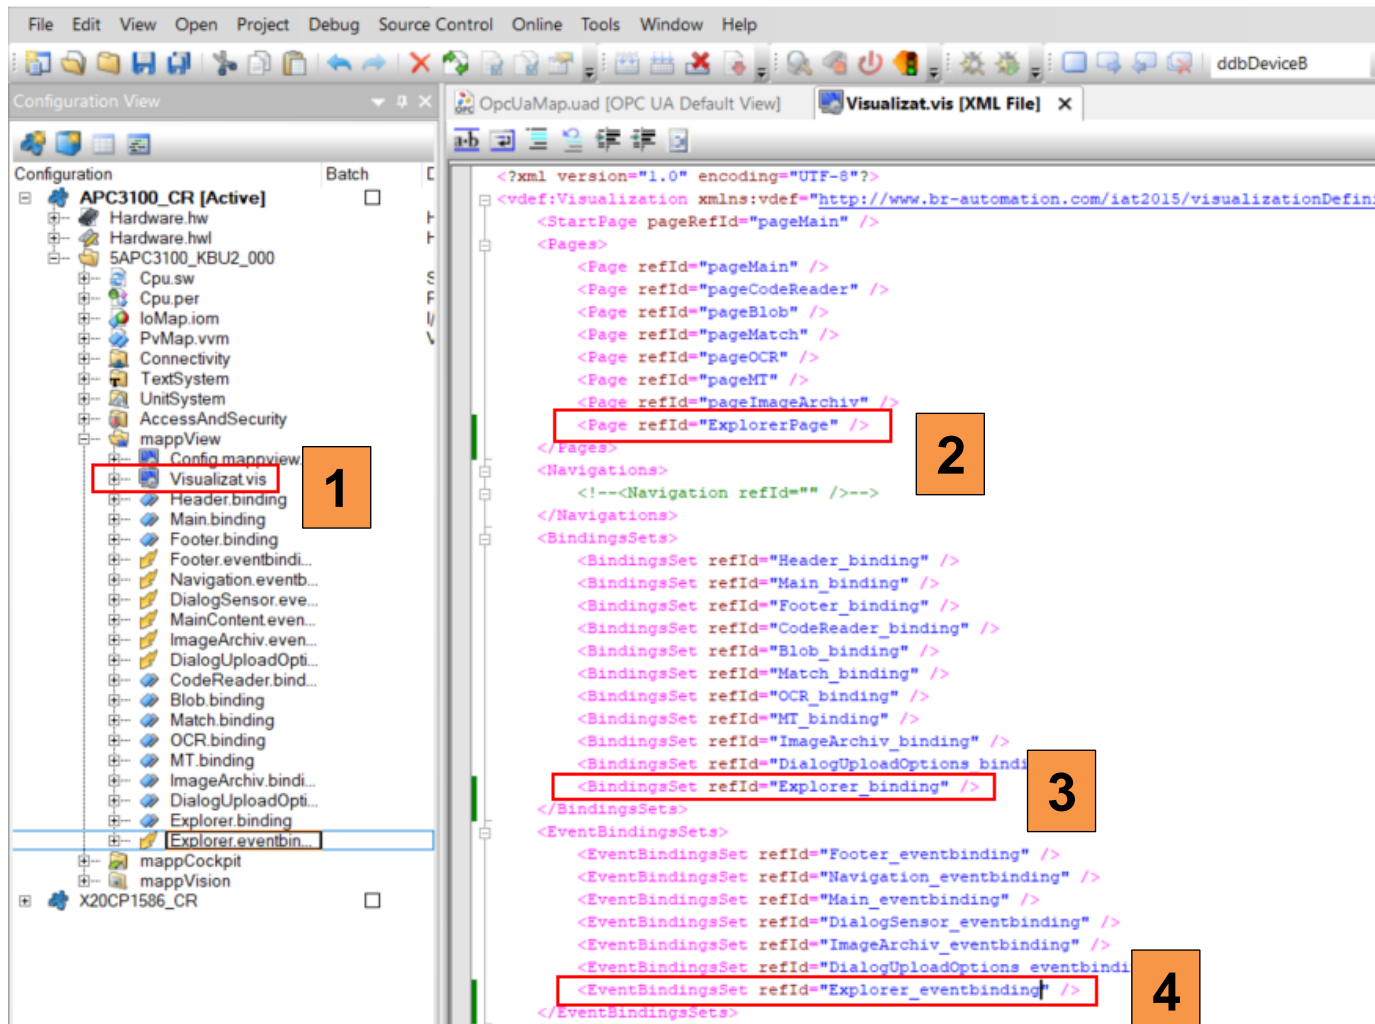 File Edit View Open Project Debug Source Control Online Tools Window Help
ddbDeviceB
Configuration View
OpcUaMap.uad [OPC UA Default View]
Visualizat.vis [XML File]
a-b
Configuration Batch
APC3100_CR [Active]
Hardware.hw
Hardware.hwl
5APC3100_KBU2_000
Cpu.sw
Cpu.per
IoMap.iom
PvMap.vvm
Connectivity
TextSystem
UnitSystem
AccessAndSecurity
mappView
Config.mappview.
Visualizat.vis
Header.binding
Main.binding
Footer.binding
Footer.eventbindi...
Navigation.eventb...
DialogSensor.eve...
MainContent.even...
ImageArchiv.even...
DialogUploadOpti...
CodeReader.bind...
Blob.binding
Match.binding
OCR.binding
MT.binding
ImageArchiv.bindi...
DialogUploadOpti...
Explorer.binding
Explorer.eventbin...
mappCockpit
mappVision
X20CP1586_CR
1
<?xml version="1.0" encoding="UTF-8"?>
<vdef:Visualization xmlns:vdef="http://www.br-automation.com/iat2015/visualizationDefini
<StartPage pageRefId="pageMain" />
<Pages>
<Page refId="pageMain" />
<Page refId="pageCodeReader" />
<Page refId="pageBlob" />
<Page refId="pageMatch" />
<Page refId="pageOCR" />
<Page refId="pageMT" />
<Page refId="pageImageArchiv" />
<Page refId="ExplorerPage" />
2
</Pages>
<Navigations>
<!--<Navigation refId="" />-->
</Navigations>
<BindingsSets>
<BindingsSet refId="Header_binding" />
<BindingsSet refId="Main_binding" />
<BindingsSet refId="Footer_binding" />
<BindingsSet refId="CodeReader_binding" />
<BindingsSet refId="Blob_binding" />
<BindingsSet refId="Match_binding" />
<BindingsSet refId="OCR_binding" />
<BindingsSet refId="MT_binding" />
<BindingsSet refId="ImageArchiv_binding" />
<BindingsSet refId="DialogUploadOptions_bindi
<BindingsSet refId="Explorer_binding" />
3
</BindingsSets>
<EventBindingsSets>
<EventBindingsSet refId="Footer_eventbinding" />
<EventBindingsSet refId="Navigation_eventbinding" />
<EventBindingsSet refId="Main_eventbinding" />
<EventBindingsSet refId="DialogSensor_eventbinding" />
<EventBindingsSet refId="ImageArchiv_eventbinding" />
<EventBindingsSet refId="DialogUploadOptions_eventbindi
<EventBindingsSet refId="Explorer_eventbinding" />
4
</EventBindingsSets>